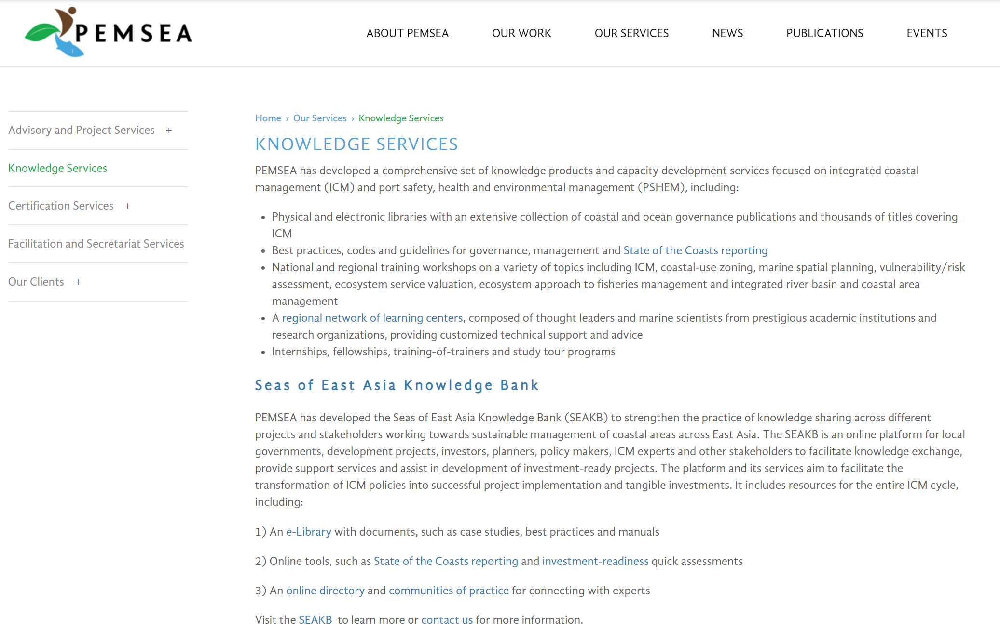 PEMSEA
ABOUT PEMSEA
OUR WORK
OUR SERVICES
NEWS
PUBLICATIONS
EVENTS
Advisory and Project Services +
Knowledge Services
Certification Services +
Facilitation and Secretariat Services
Our Clients +
Home › Our Services › Knowledge Services
KNOWLEDGE SERVICES
PEMSEA has developed a comprehensive set of knowledge products and capacity development services focused on integrated coastal
management (ICM) and port safety, health and environmental management (PSHEM), including:
• Physical and electronic libraries with an extensive collection of coastal and ocean governance publications and thousands of titles covering
ICM
• Best practices, codes and guidelines for governance, management and State of the Coasts reporting
• National and regional training workshops on a variety of topics including ICM, coastal-use zoning, marine spatial planning, vulnerability/risk
assessment, ecosystem service valuation, ecosystem approach to fisheries management and integrated river basin and coastal area
management
• A regional network of learning centers, composed of thought leaders and marine scientists from prestigious academic institutions and
research organizations, providing customized technical support and advice
• Internships, fellowships, training-of-trainers and study tour programs
Seas of East Asia Knowledge Bank
PEMSEA has developed the Seas of East Asia Knowledge Bank (SEAKB) to strengthen the practice of knowledge sharing across different
projects and stakeholders working towards sustainable management of coastal areas across East Asia. The SEAKB is an online platform for local
governments, development projects, investors, planners, policy makers, ICM experts and other stakeholders to facilitate knowledge exchange,
provide support services and assist in development of investment-ready projects. The platform and its services aim to facilitate the
transformation of ICM policies into successful project implementation and tangible investments. It includes resources for the entire ICM cycle,
including:
1) An e-Library with documents, such as case studies, best practices and manuals
2) Online tools, such as State of the Coasts reporting and investment-readiness quick assessments
3) An online directory and communities of practice for connecting with experts
Visit the SEAKB to learn more or contact us for more information.